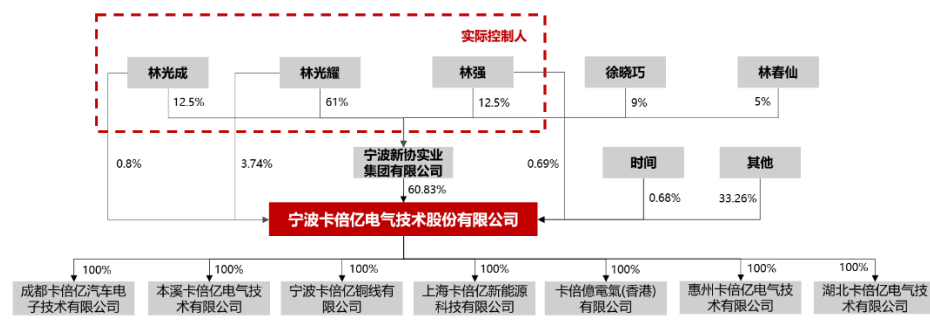 实际控制人
林光成
林光耀
林强
徐晓巧
林春仙
12.5%
61%
12.5%
9%
5%
0.8%
3.74%
宁波新协实业
集团有限公司
0.69%
时间
其他
60.83%
0.68%
33.26%
宁波卡倍亿电气技术股份有限公司
100%
100%
100%
100%
100%
100%
100%
成都卡倍亿汽车电
子技术有限公司
本溪卡倍亿电气技
术有限公司
宁波卡倍亿铜线有
限公司
上海卡倍亿新能源
科技有限公司
卡倍億電氣(香港)
有限公司
惠州卡倍亿电气技
术有限公司
湖北卡倍亿电气技
术有限公司